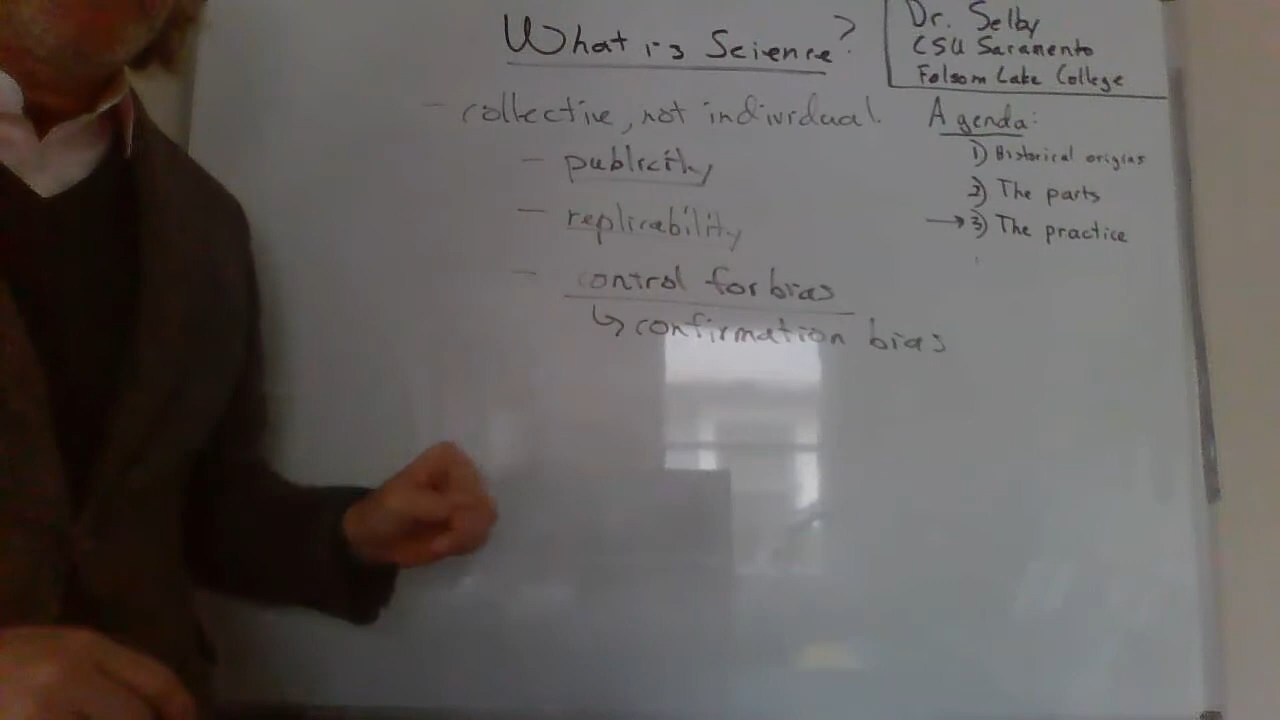 What is Science?
- collective, not individual.
- publicity
- replicability
- control for bias
↳ confirmation bias
Dr. Selby
CSU Saramento
Folsom Lake College
Agenda:
1) Historical origins
2) The parts
→ 3) The practice